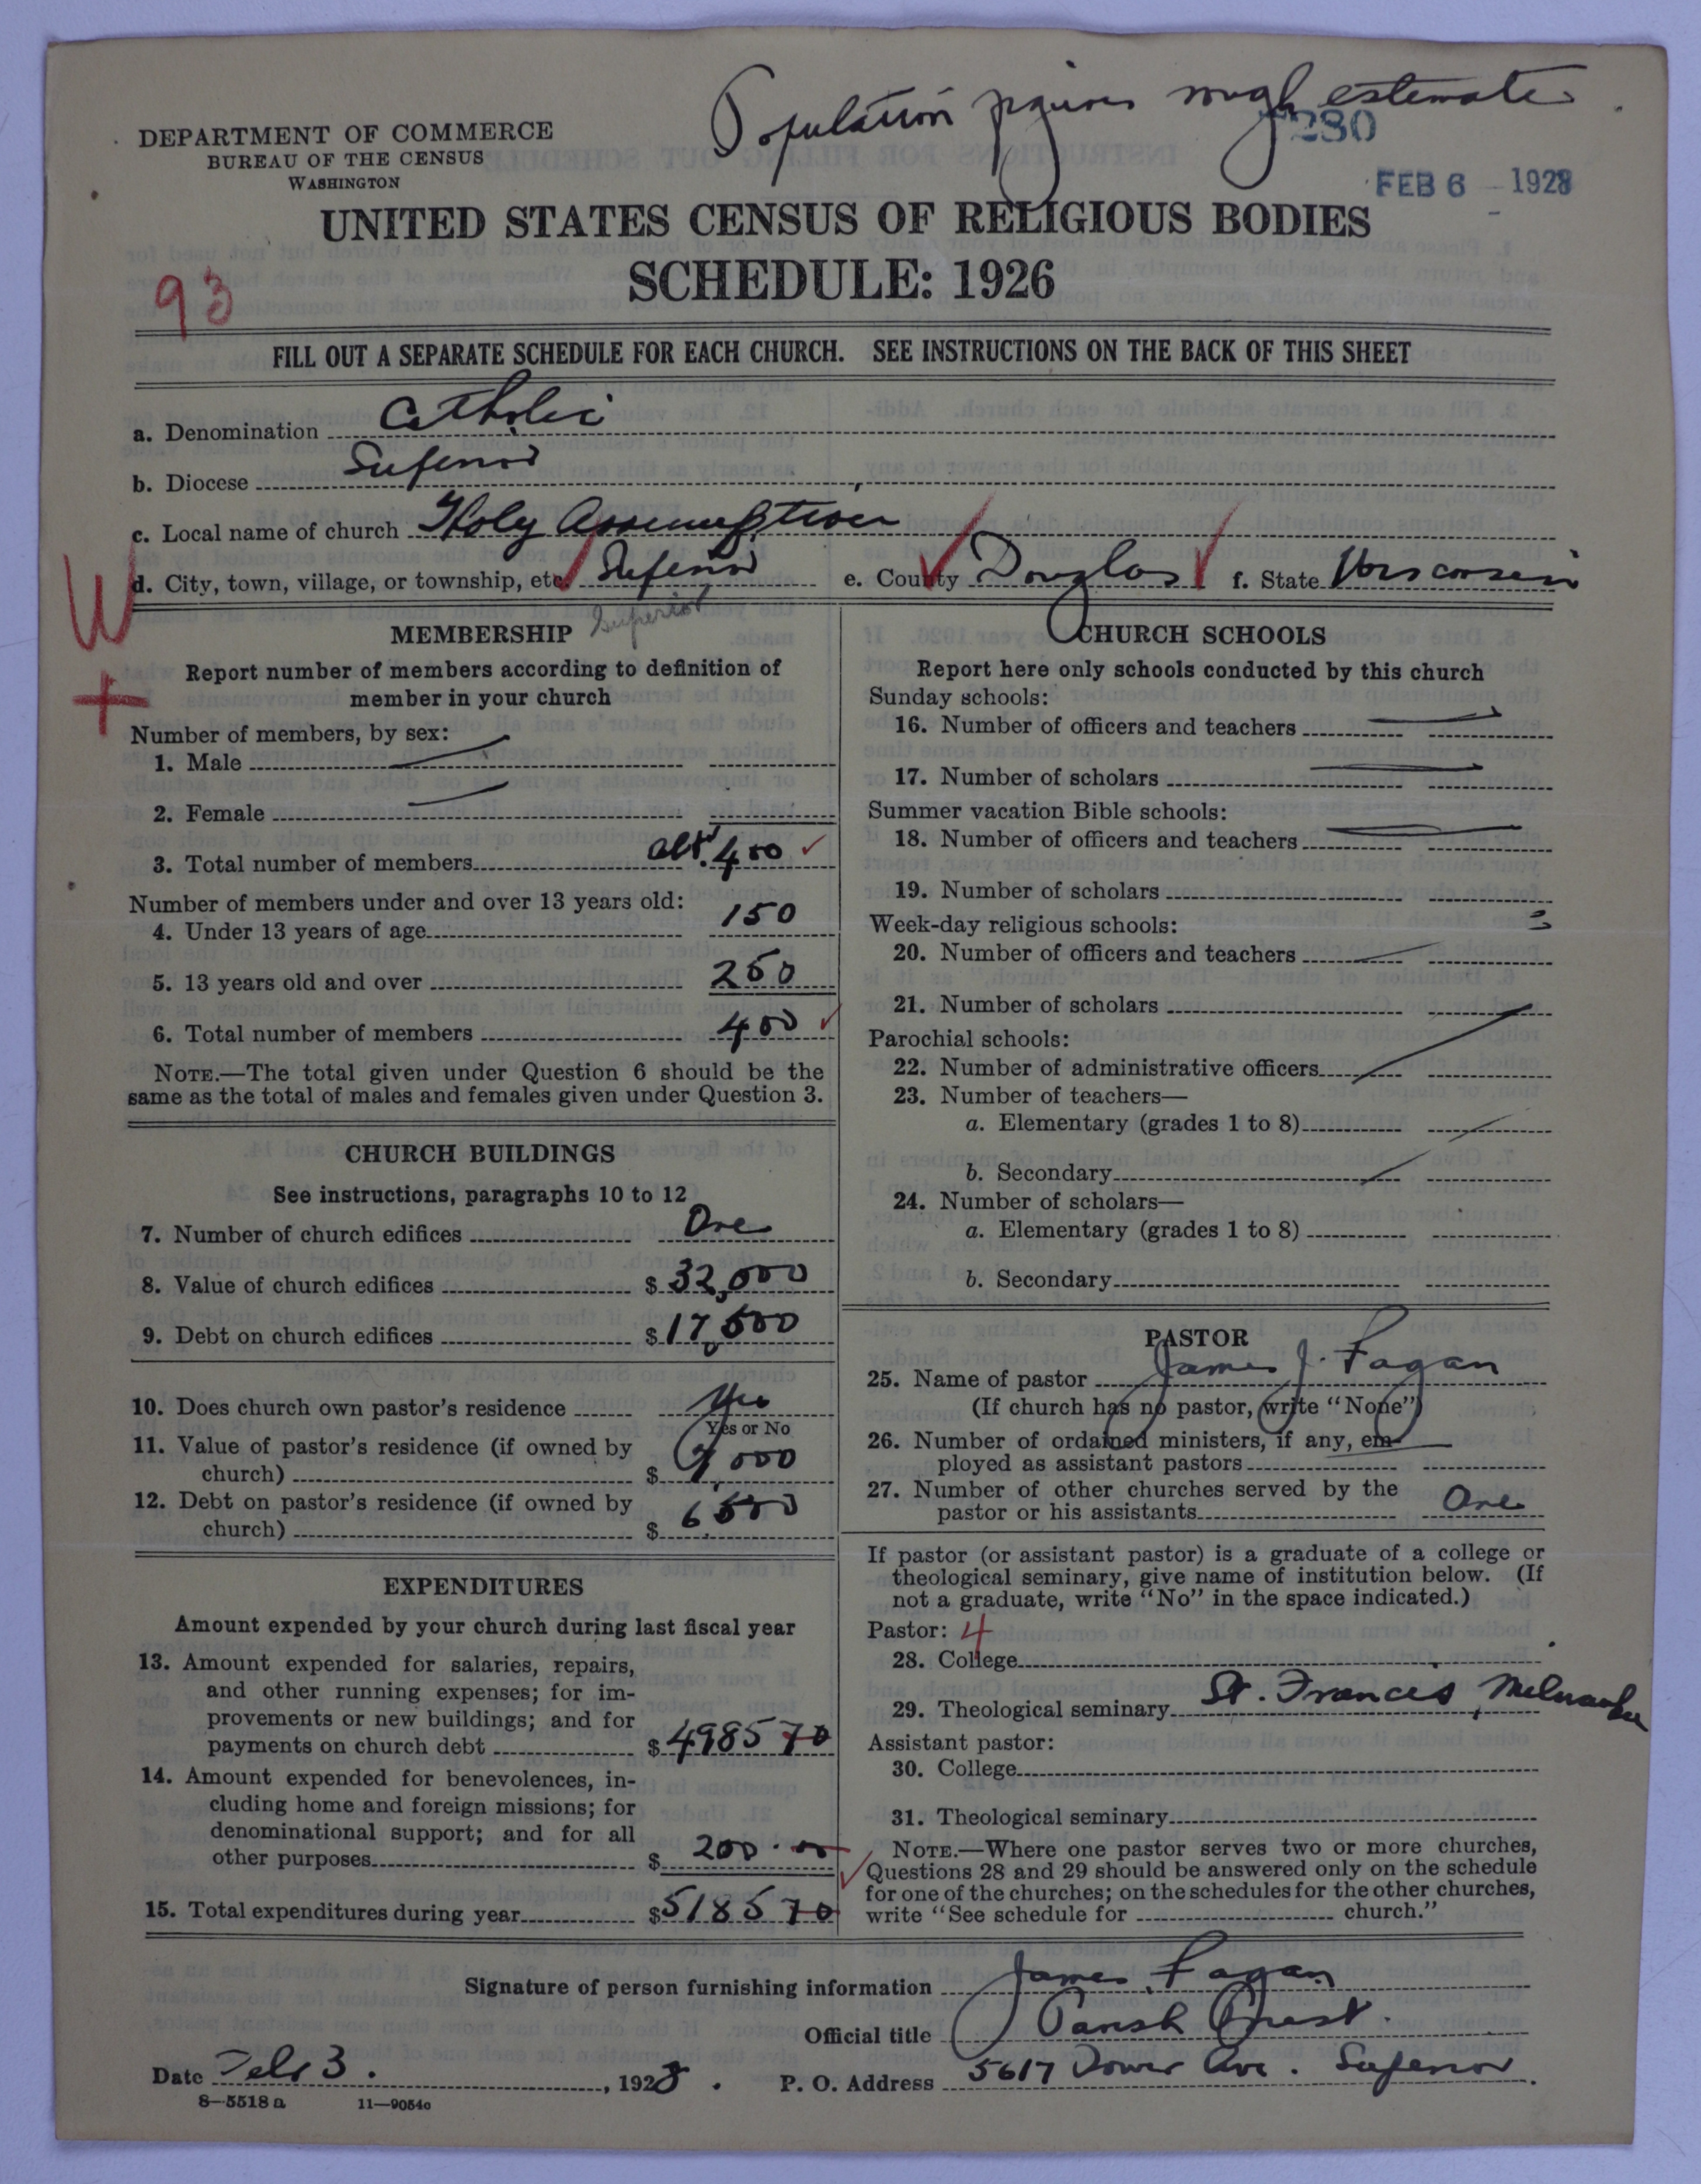 Population figures rough estimate
280
DEPARTMENT OF COMMERCE
BUREAU OF THE CENSUS
WASHINGTON
FEB 6 1928
UNITED STATES CENSUS OF RELIGIOUS BODIES
SCHEDULE: 1926
93
FILL OUT A SEPARATE SCHEDULE FOR EACH CHURCH. SEE INSTRUCTIONS ON THE BACK OF THIS SHEET
a. Denomination Catholic
b. Diocese Superior
c. Local name of church Holy Assumption
d. City, town, village, or township, etc. Superior e. County Douglas f. State Wisconsin
W
+
MEMBERSHIP Superior
Report number of members according to definition of
member in your church
Number of members, by sex:
1. Male
2. Female
3. Total number of members abt. 400
Number of members under and over 13 years old:
4. Under 13 years of age 150
5. 13 years old and over 250
6. Total number of members 400
NOTE.—The total given under Question 6 should be the
same as the total of males and females given under Question 3.
CHURCH BUILDINGS
See instructions, paragraphs 10 to 12
7. Number of church edifices One
8. Value of church edifices $32,000
9. Debt on church edifices $17,500
10. Does church own pastor's residence Yes
Yes or No
11. Value of pastor's residence (if owned by
church) $ 9,000
12. Debt on pastor's residence (if owned by
church) $ 6,500
EXPENDITURES
Amount expended by your church during last fiscal year
13. Amount expended for salaries, repairs,
and other running expenses; for im-
provements or new buildings; and for
payments on church debt $4985 70
14. Amount expended for benevolences, in-
cluding home and foreign missions; for
denominational support; and for all
other purposes $ 200.00
15. Total expenditures during year $5185 70
CHURCH SCHOOLS
Report here only schools conducted by this church
Sunday schools:
16. Number of officers and teachers
17. Number of scholars
Summer vacation Bible schools:
18. Number of officers and teachers
19. Number of scholars
Week-day religious schools:
20. Number of officers and teachers
21. Number of scholars
Parochial schools:
22. Number of administrative officers
23. Number of teachers—
a. Elementary (grades 1 to 8)
b. Secondary
24. Number of scholars—
a. Elementary (grades 1 to 8)
b. Secondary
PASTOR
25. Name of pastor James J. Fagan
(If church has no pastor, write "None")
26. Number of ordained ministers, if any, em-
ployed as assistant pastors
27. Number of other churches served by the
pastor or his assistants One
If pastor (or assistant pastor) is a graduate of a college or
theological seminary, give name of institution below. (If
not a graduate, write "No" in the space indicated.)
Pastor: 4
28. College
29. Theological seminary St. Francis, Milwaukee
Assistant pastor:
30. College
31. Theological seminary
NOTE.—Where one pastor serves two or more churches,
Questions 28 and 29 should be answered only on the schedule
for one of the churches; on the schedules for the other churches,
write "See schedule for church."
Signature of person furnishing information James Fagan
Official title Parish Priest.
Date Feb 3., 1928. P. O. Address 5617 Tower Ave. Superior
8—5518a 11—9054c